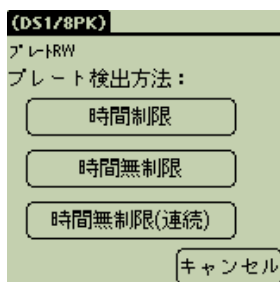 (DS1/8PK)
ﾌﾟﾚｰﾄRW
プレート検出方法：
時間制限
時間無制限
時間無制限(連続)
キャンセル